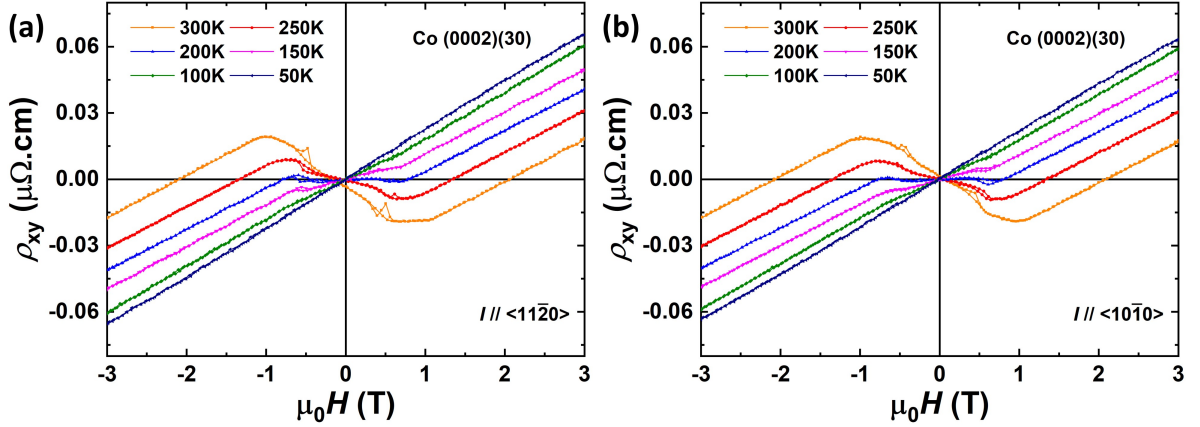 (a)
300K 250K
200K 150K
100K 50K
Co (0002)(30)
0.06
0.03
0.00
-0.03
-0.06
ρxy (μΩ.cm)
I // <112̅0>
-3 -2 -1 0 1 2 3
μ0H (T)
(b)
300K 250K
200K 150K
100K 50K
Co (0002)(30)
0.06
0.03
0.00
-0.03
-0.06
ρxy (μΩ.cm)
I // <101̅0>
-3 -2 -1 0 1 2 3
μ0H (T)